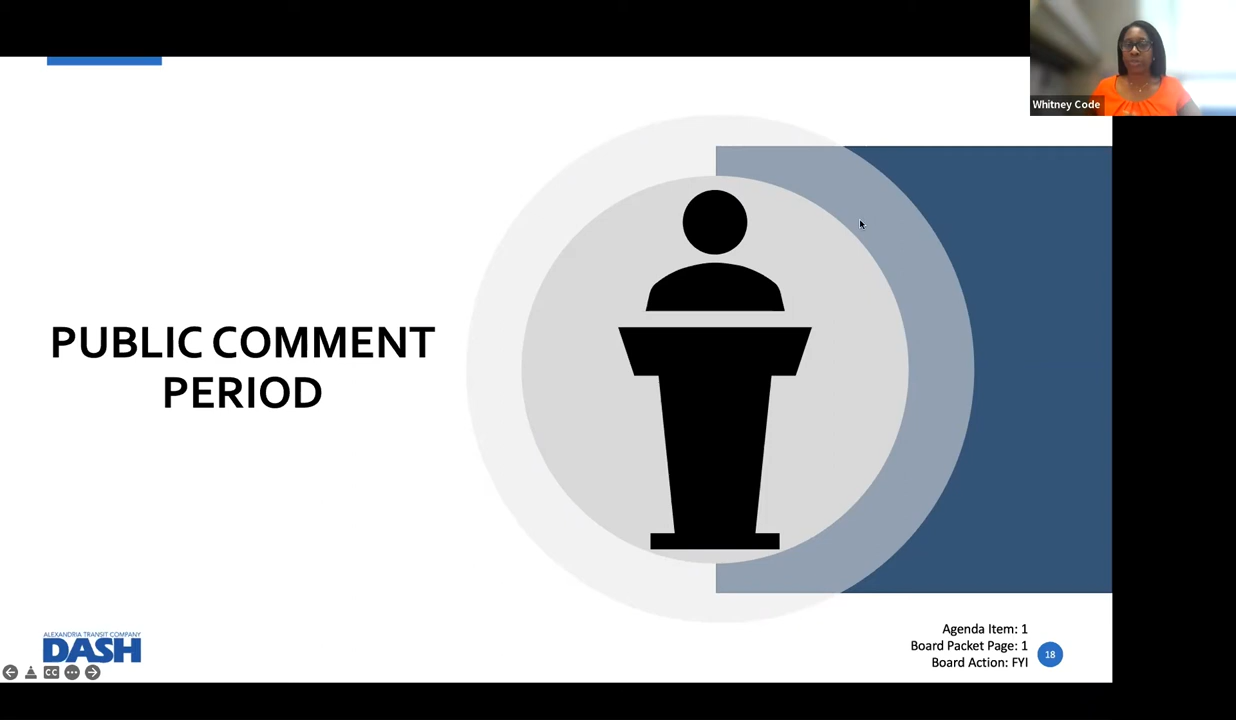 Whitney Code
PUBLIC COMMENT
PERIOD
ALEXANDRIA TRANSIT COMPANY
DASH
Agenda Item: 1
Board Packet Page: 1
Board Action: FYI
18
CC